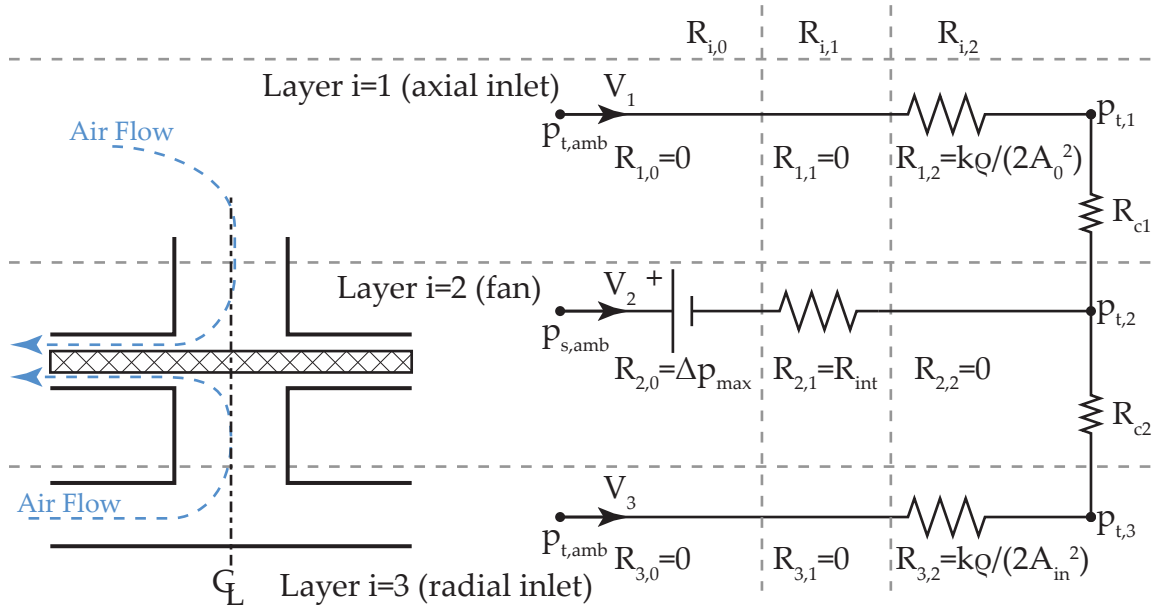 R_{i,0} R_{i,1} R_{i,2}
Layer i=1 (axial inlet)
V_1
p_{t,amb}
p_{t,1}
R_{1,0}=0 R_{1,1}=0 R_{1,2}=kϱ/(2A_0^2)
Air Flow
R_{c1}
Layer i=2 (fan)
V_2 +
p_{s,amb}
p_{t,2}
R_{2,0}=Δp_{max} R_{2,1}=R_{int} R_{2,2}=0
R_{c2}
Air Flow
V_3
p_{t,amb}
p_{t,3}
R_{3,0}=0 R_{3,1}=0 R_{3,2}=kϱ/(2A_{in}^2)
℄ Layer i=3 (radial inlet)